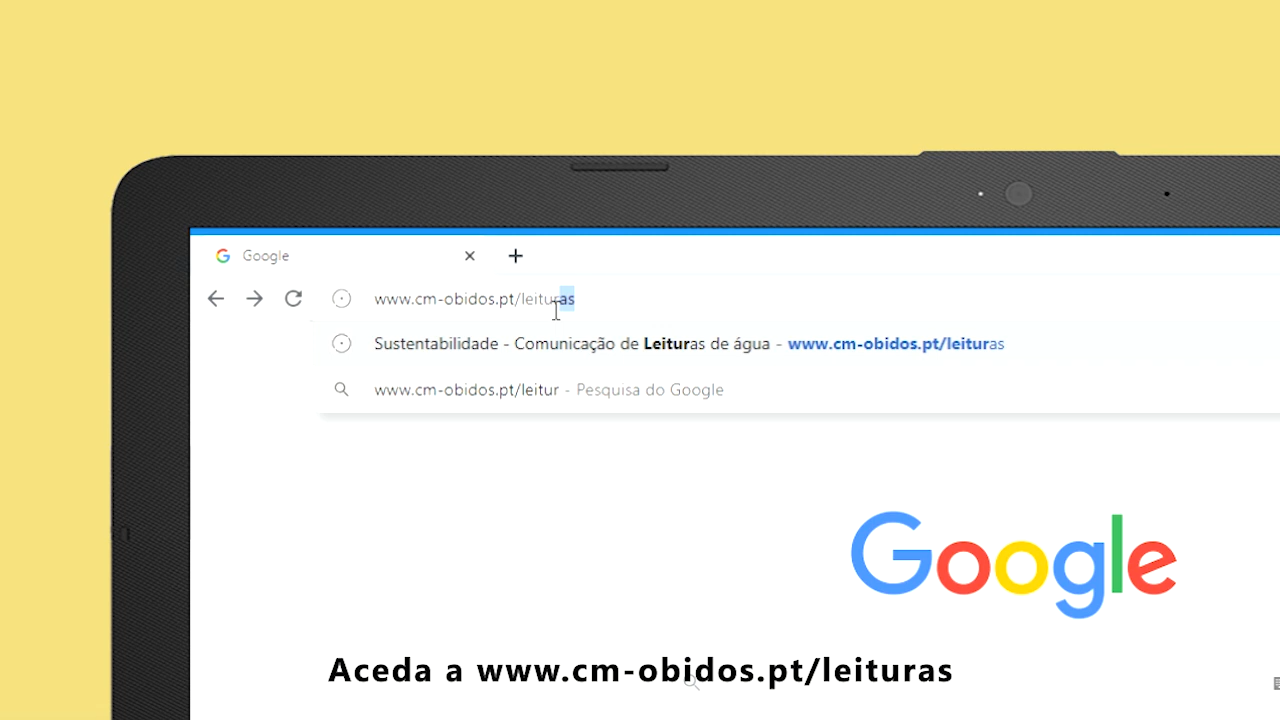 Google
www.cm-obidos.pt/leituras
Sustentabilidade - Comunicação de Leituras de água - www.cm-obidos.pt/leituras
www.cm-obidos.pt/leitur - Pesquisa do Google
Google
Aceda a www.cm-obidos.pt/leituras